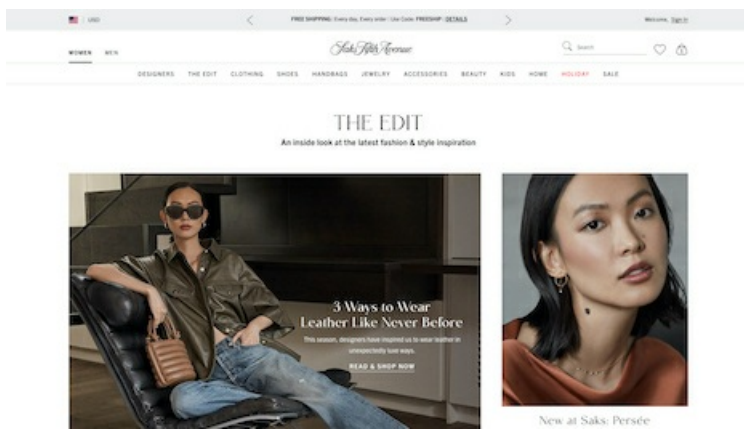 USD
FREE SHIPPING: Every day, Every order - Use Code: FREESHIP | DETAILS
Welcome, Sign In
WOMEN MEN
Saks Fifth Avenue
Search
DESIGNERS THE EDIT CLOTHING SHOES HANDBAGS JEWELRY ACCESSORIES BEAUTY KIDS HOME HOLIDAY SALE
THE EDIT
An inside look at the latest fashion & style inspiration
3 Ways to Wear
Leather Like Never Before
This season, designers have inspired us to wear leather in
unexpectedly luxe ways.
READ & SHOP NOW
New at Saks: Persée